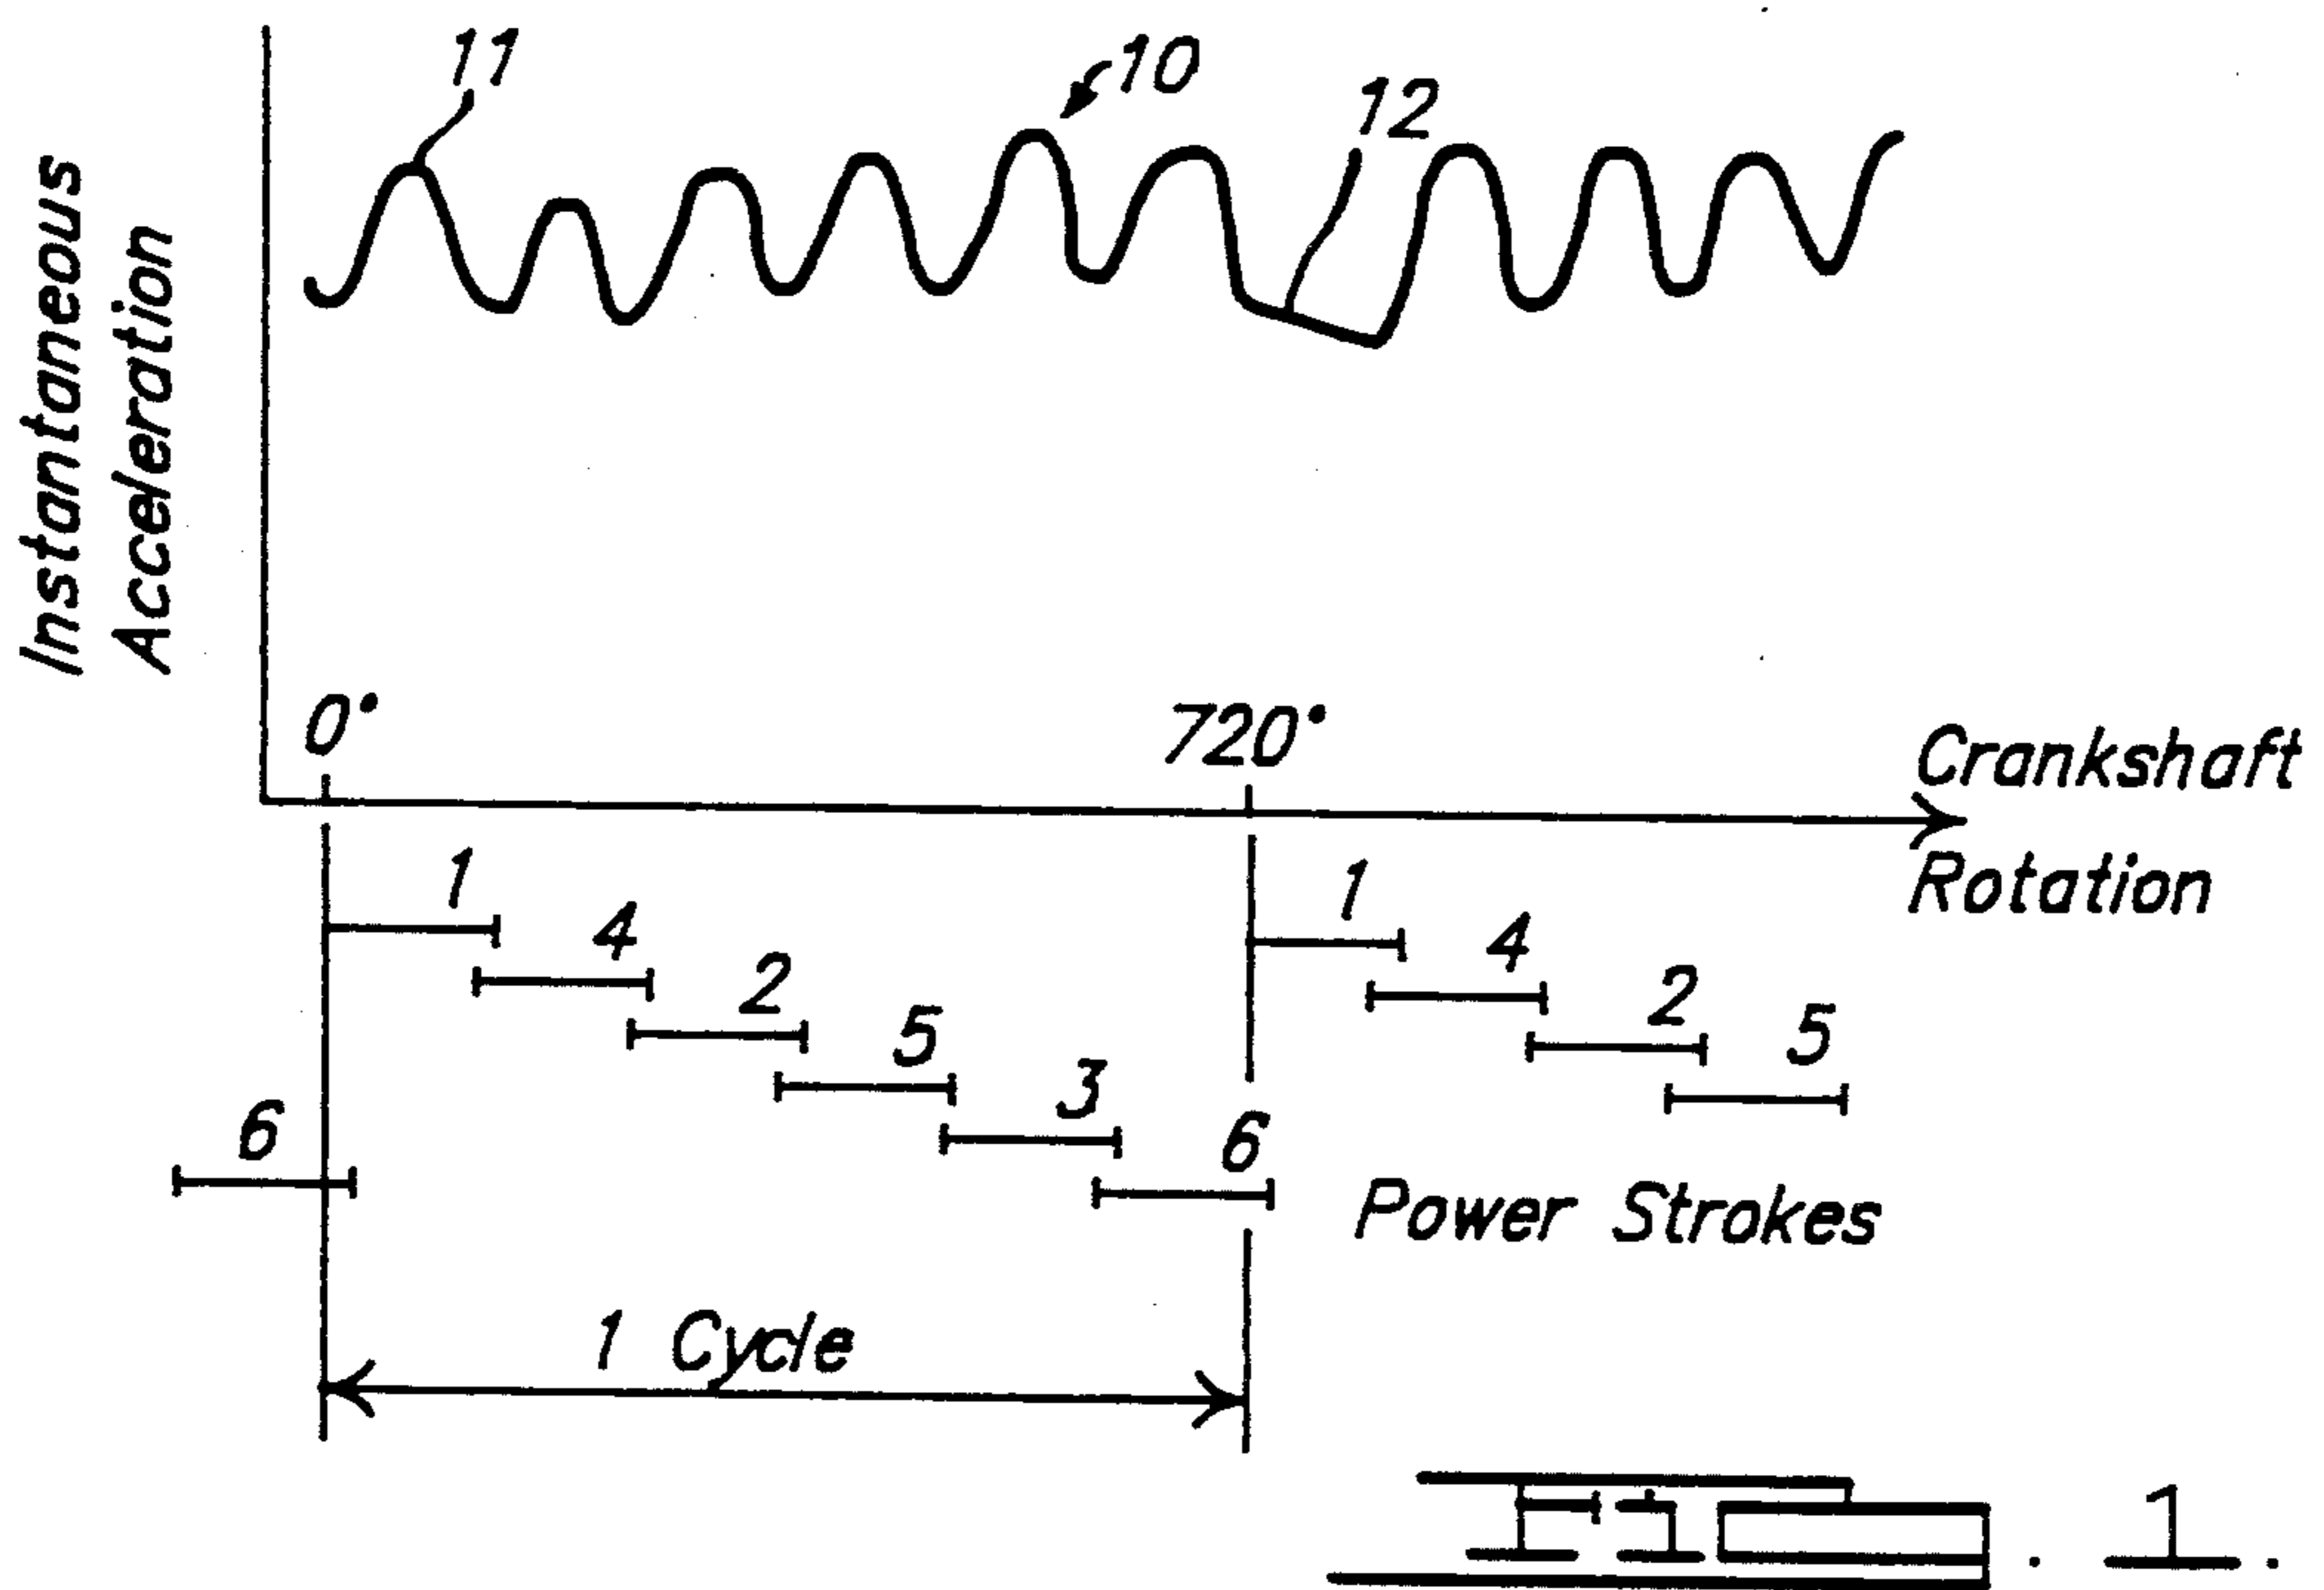 11
10
12
Instantaneous
Acceleration
0°
720°
Crankshaft
Rotation
1
4
2
5
3
6
6
1
4
2
5
Power Strokes
1 Cycle
. 1.